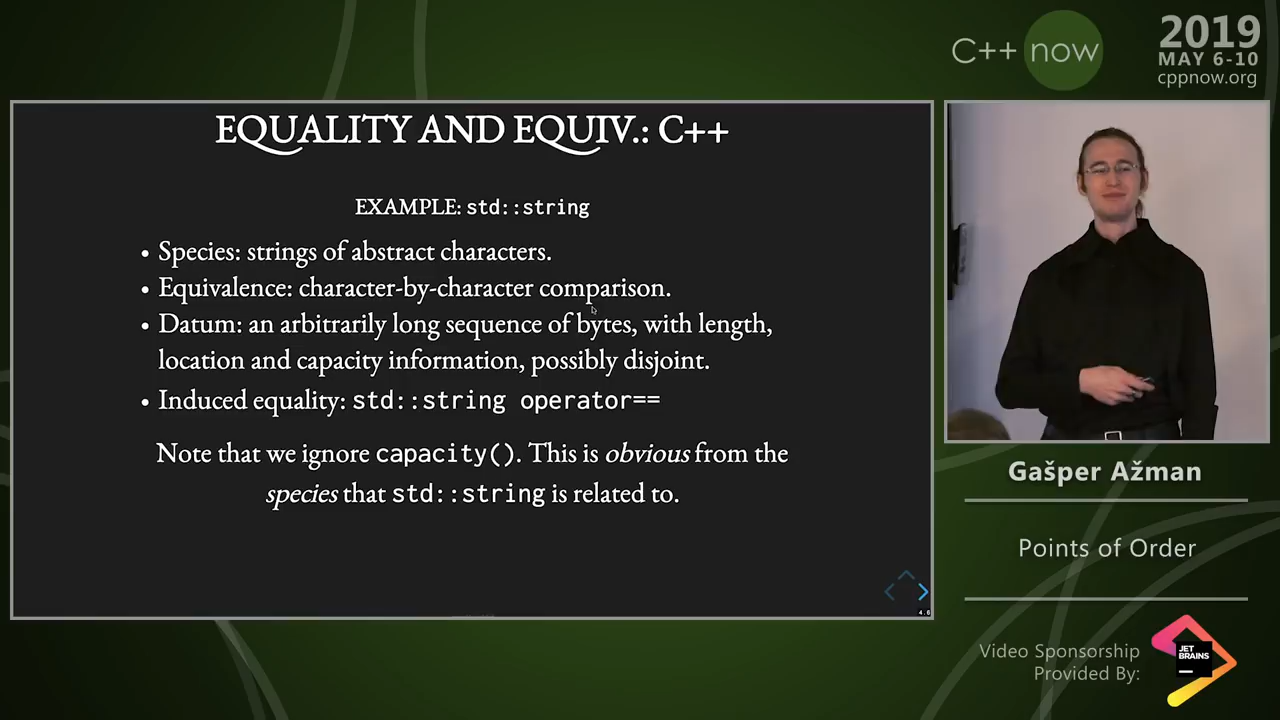 C++ now
2019
MAY 6-10
cppnow.org
EQUALITY AND EQUIV.: C++
EXAMPLE: std::string
• Species: strings of abstract characters.
• Equivalence: character-by-character comparison.
• Datum: an arbitrarily long sequence of bytes, with length,
location and capacity information, possibly disjoint.
• Induced equality: std::string operator==
Note that we ignore capacity(). This is obvious from the
species that std::string is related to.
4.6
Gašper Ažman
Points of Order
Video Sponsorship
Provided By:
JET
BRAINS